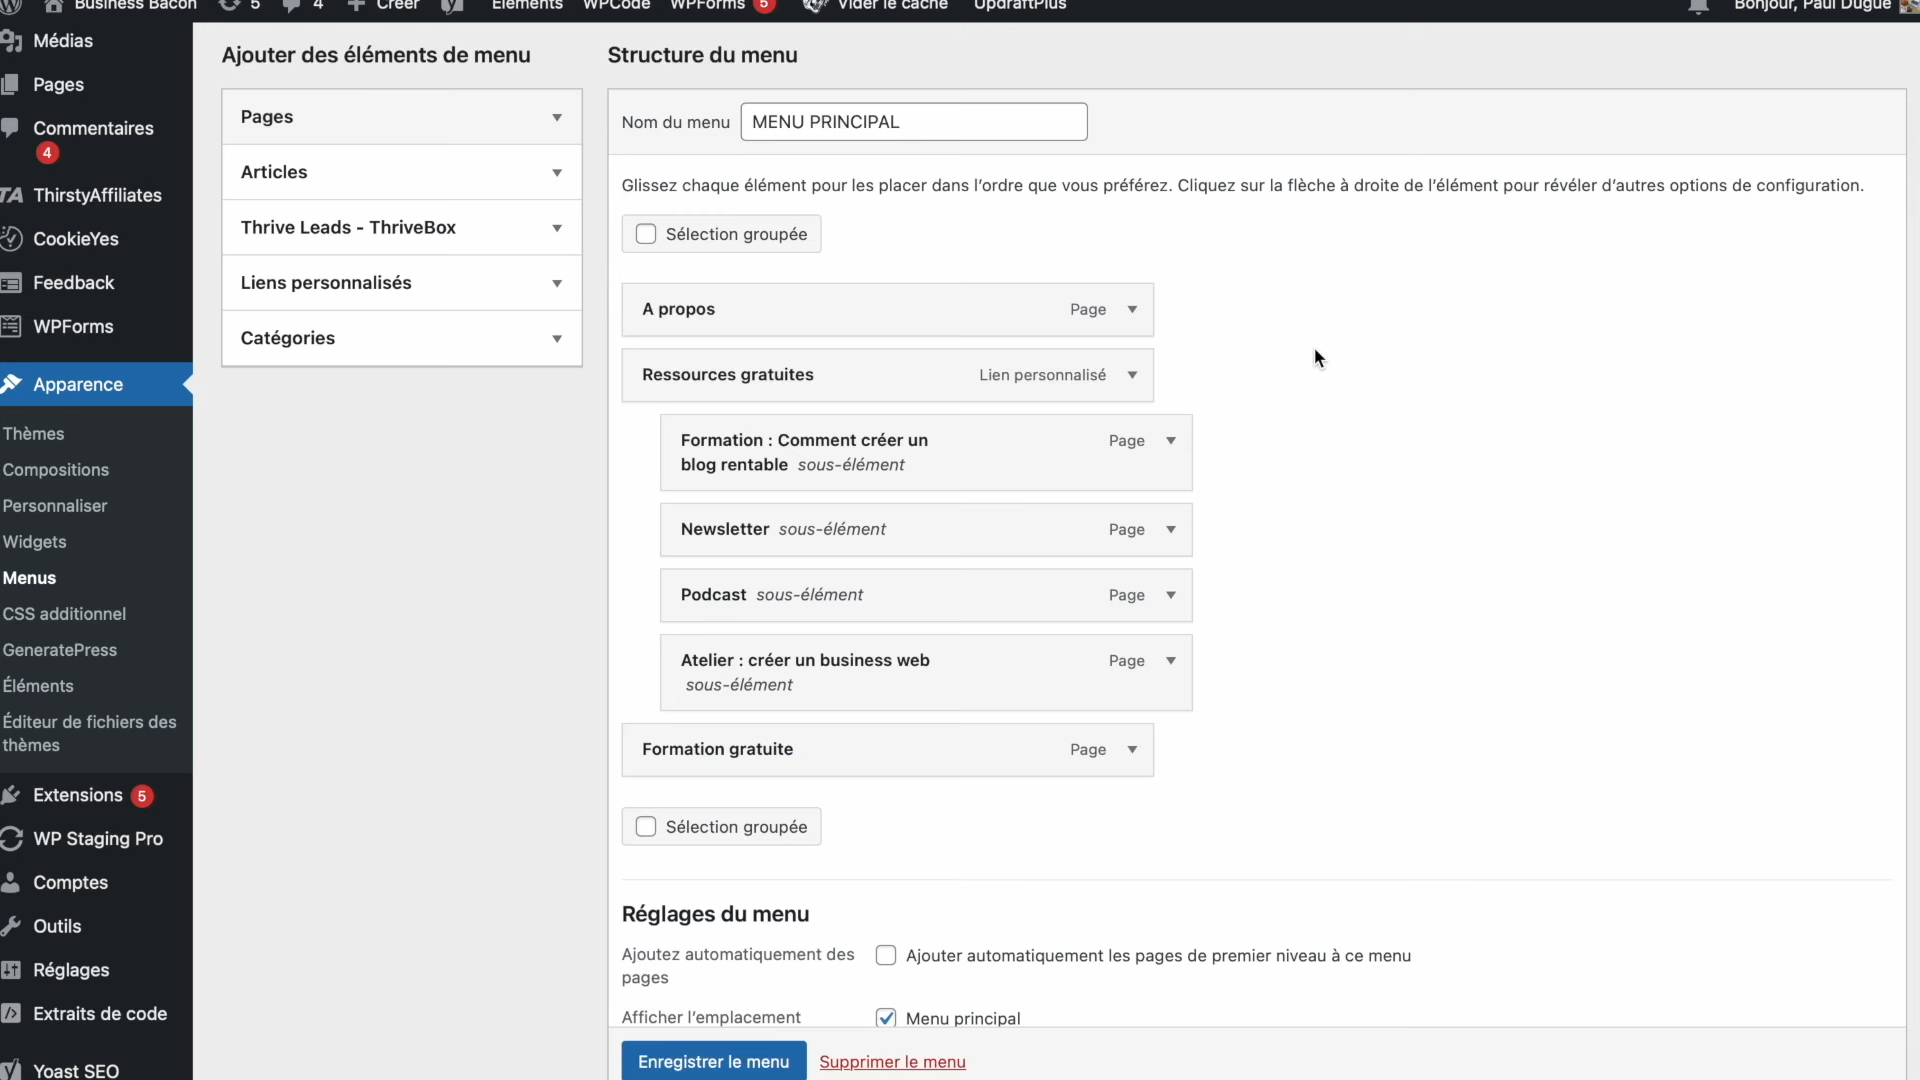 Business Bacon 5 4 Créer Éléments WPCode WPForms 5 Vider le cache UpdraftPlus Bonjour, Paul Dugué
Médias
Pages
Commentaires
4
ThirstyAffiliates
CookieYes
Feedback
WPForms
Apparence
Thèmes
Compositions
Personnaliser
Widgets
Menus
CSS additionnel
GeneratePress
Éléments
Éditeur de fichiers des
thèmes
Extensions 5
WP Staging Pro
Comptes
Outils
Réglages
Extraits de code
Yoast SEO
Ajouter des éléments de menu
Pages
Articles
Thrive Leads - ThriveBox
Liens personnalisés
Catégories
Structure du menu
Nom du menu MENU PRINCIPAL
Glissez chaque élément pour les placer dans l'ordre que vous préférez. Cliquez sur la flèche à droite de l'élément pour révéler d'autres options de configuration.
Sélection groupée
A propos Page
Ressources gratuites Lien personnalisé
Formation : Comment créer un Page
blog rentable sous-élément
Newsletter sous-élément Page
Podcast sous-élément Page
Atelier : créer un business web Page
sous-élément
Formation gratuite Page
Sélection groupée
Réglages du menu
Ajoutez automatiquement des
pages
Ajouter automatiquement les pages de premier niveau à ce menu
Afficher l'emplacement Menu principal
Enregistrer le menu Supprimer le menu